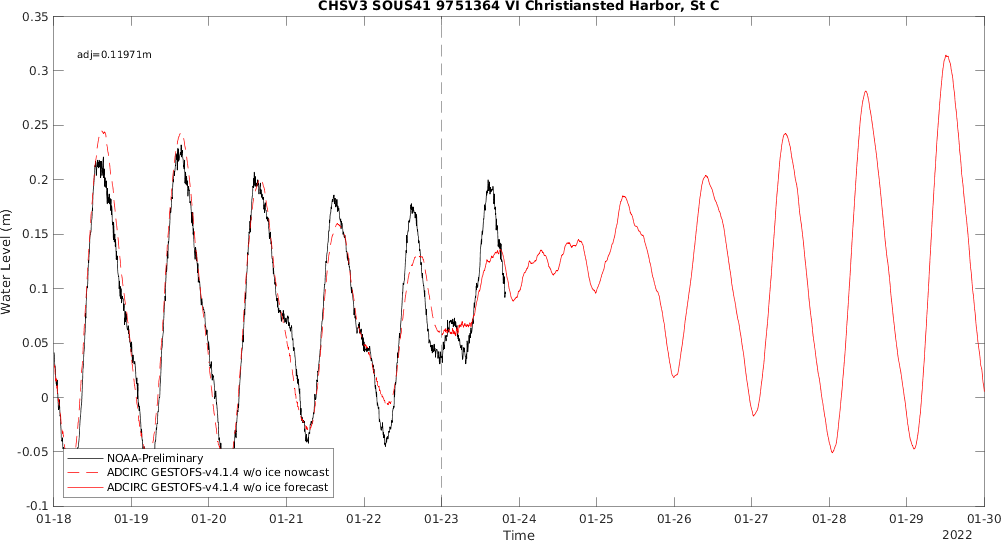 CHSV3 SOUS41 9751364 VI Christiansted Harbor, St C
adj=0.11971m
0.35
0.3
0.25
0.2
0.15
0.1
0.05
0
-0.05
-0.1
Water Level (m)
NOAA-Preliminary
ADCIRC GESTOFS-v4.1.4 w/o ice nowcast
ADCIRC GESTOFS-v4.1.4 w/o ice forecast
01-18 01-19 01-20 01-21 01-22 01-23 01-24 01-25 01-26 01-27 01-28 01-29 01-30
Time
2022